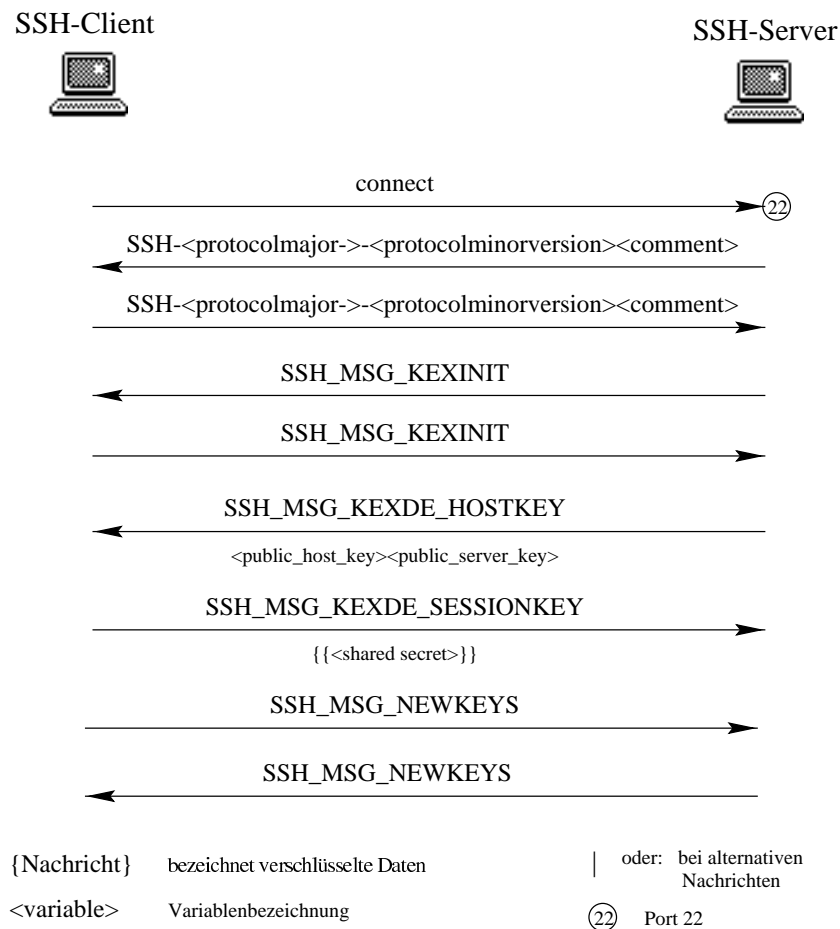 SSH-Client
SSH-Server
connect
22
SSH-<protocolmajor->-<protocolminorversion><comment>
SSH-<protocolmajor->-<protocolminorversion><comment>
SSH_MSG_KEXINIT
SSH_MSG_KEXINIT
SSH_MSG_KEXDE_HOSTKEY
<public_host_key><public_server_key>
SSH_MSG_KEXDE_SESSIONKEY
{{<shared secret>}}
SSH_MSG_NEWKEYS
SSH_MSG_NEWKEYS
{Nachricht} bezeichnet verschlüsselte Daten
| oder: bei alternativen
Nachrichten
<variable> Variablenbezeichnung
22 Port 22